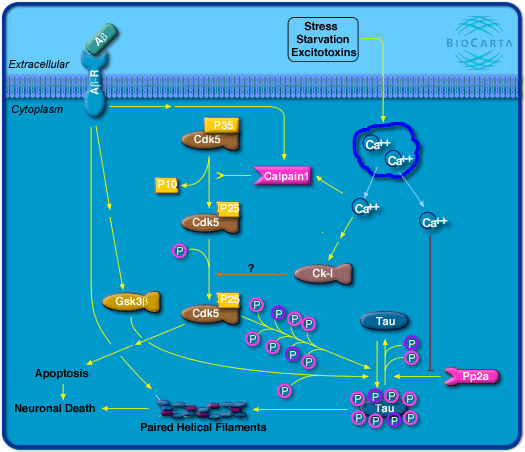 Stress
Starvation
Excitotoxins
BIOCARTA
Aβ
Extracellular
Aβ-R
Cytoplasm
P35
Cdk5
Ca++
Ca++
P10
Calpain1
P25
Cdk5
Ca++
Ca++
P
?
Ck-I
Gsk3β
P25
Cdk5
P
P
P
P
P
P
P
P
Tau
P
P
Apoptosis
Pp2a
Neuronal Death
P
P
P
P
Tau
P
P
P
P
Paired Helical Filaments